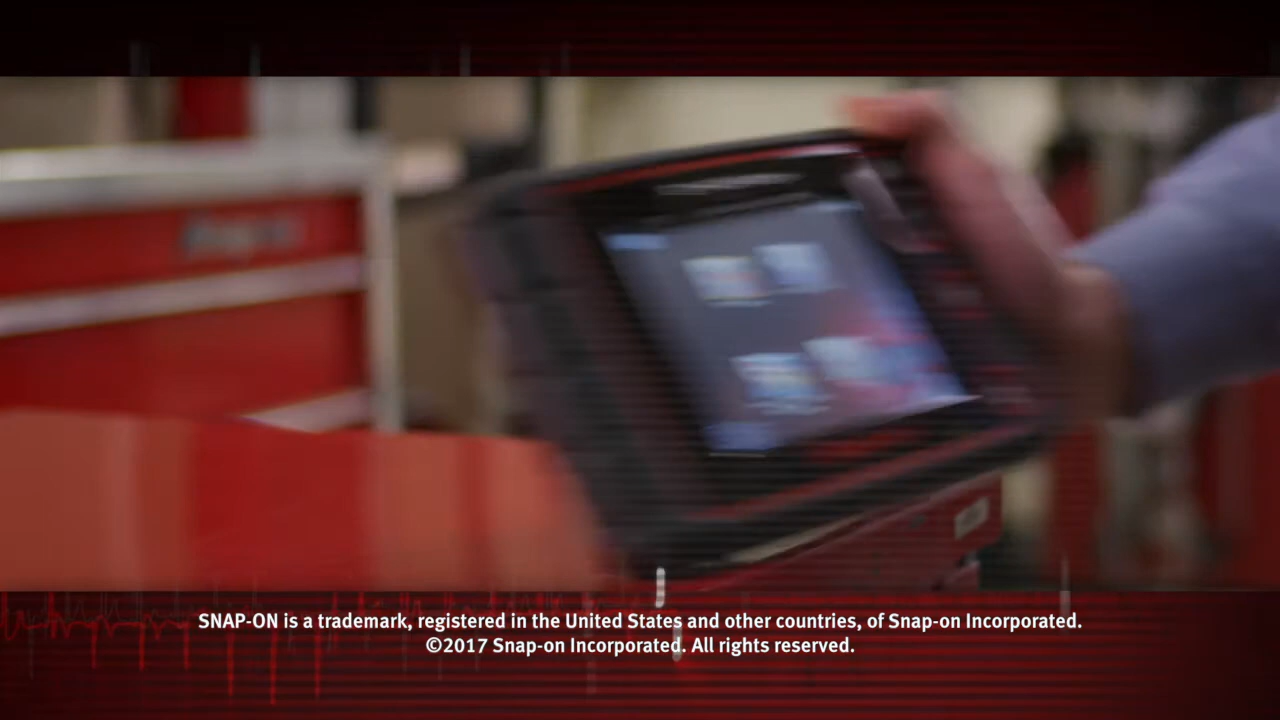 SNAP-ON is a trademark, registered in the United States and other countries, of Snap-on Incorporated.
©2017 Snap-on Incorporated. All rights reserved.